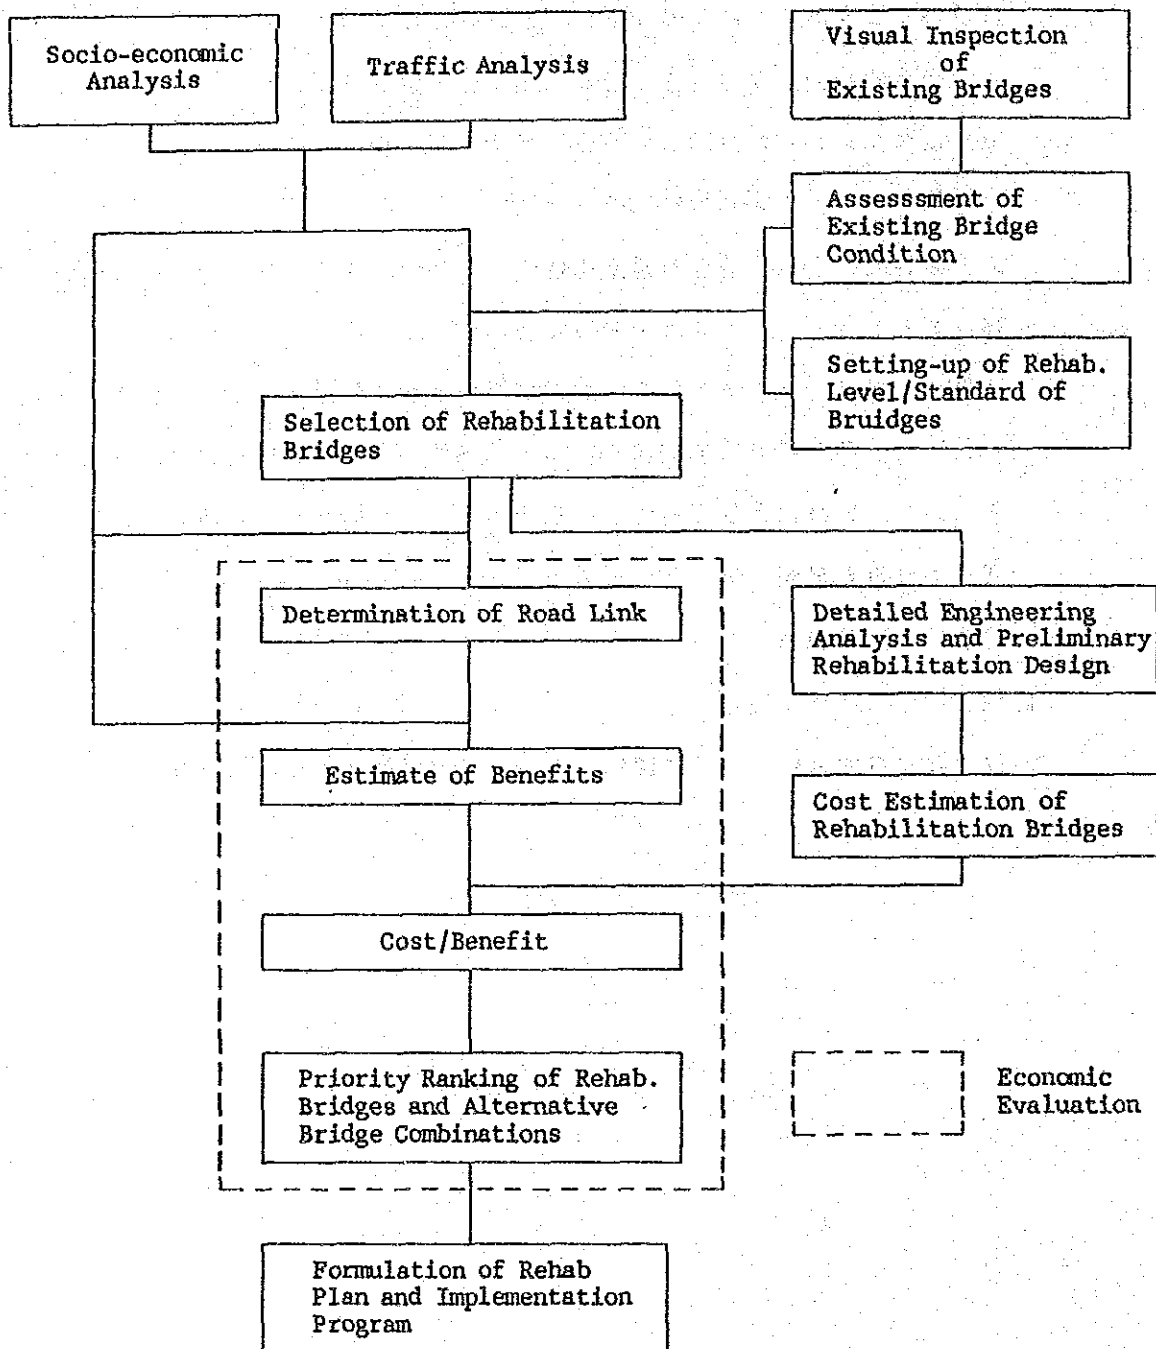 Socio-economic
Analysis
Traffic Analysis
Visual Inspection
of
Existing Bridges
Assesssment of
Existing Bridge
Condition
Setting-up of Rehab.
Level/Standard of
Bruidges
Selection of Rehabilitation
Bridges
Determination of Road Link
Detailed Engineering
Analysis and Preliminary
Rehabilitation Design
Estimate of Benefits
Cost Estimation of
Rehabilitation Bridges
Cost/Benefit
Priority Ranking of Rehab.
Bridges and Alternative
Bridge Combinations
Economic
Evaluation
Formulation of Rehab
Plan and Implementation
Program